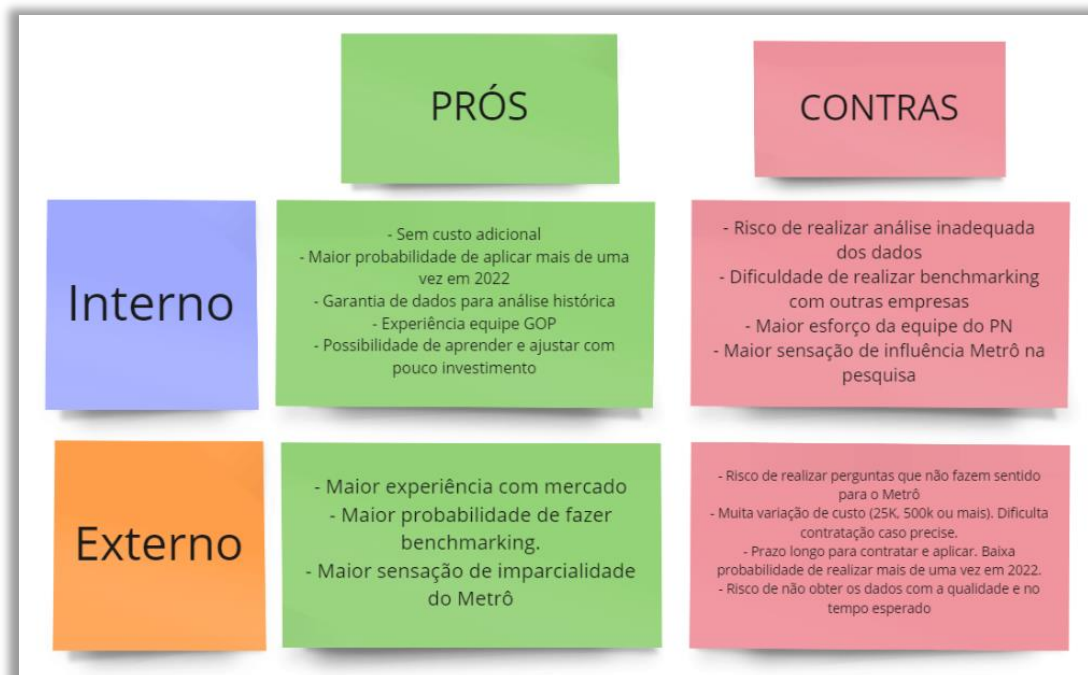 PRÓS
CONTRAS
Interno
- Sem custo adicional
- Maior probabilidade de aplicar mais de uma
vez em 2022
- Garantia de dados para análise histórica
- Experiência equipe GOP
- Possibilidade de aprender e ajustar com
pouco investimento
- Risco de realizar análise inadequada
dos dados
- Dificuldade de realizar benchmarking
com outras empresas
- Maior esforço da equipe do PN
- Maior sensação de influência Metrô na
pesquisa
Externo
- Maior experiência com mercado
- Maior probabilidade de fazer
benchmarking.
- Maior sensação de imparcialidade
do Metrô
- Risco de realizar perguntas que não fazem sentido
para o Metrô
- Muita variação de custo (25K, 500k ou mais). Dificulta
contratação caso precise.
- Prazo longo para contratar e aplicar. Baixa
probabilidade de realizar mais de uma vez em 2022.
- Risco de não obter os dados com a qualidade e no
tempo esperado